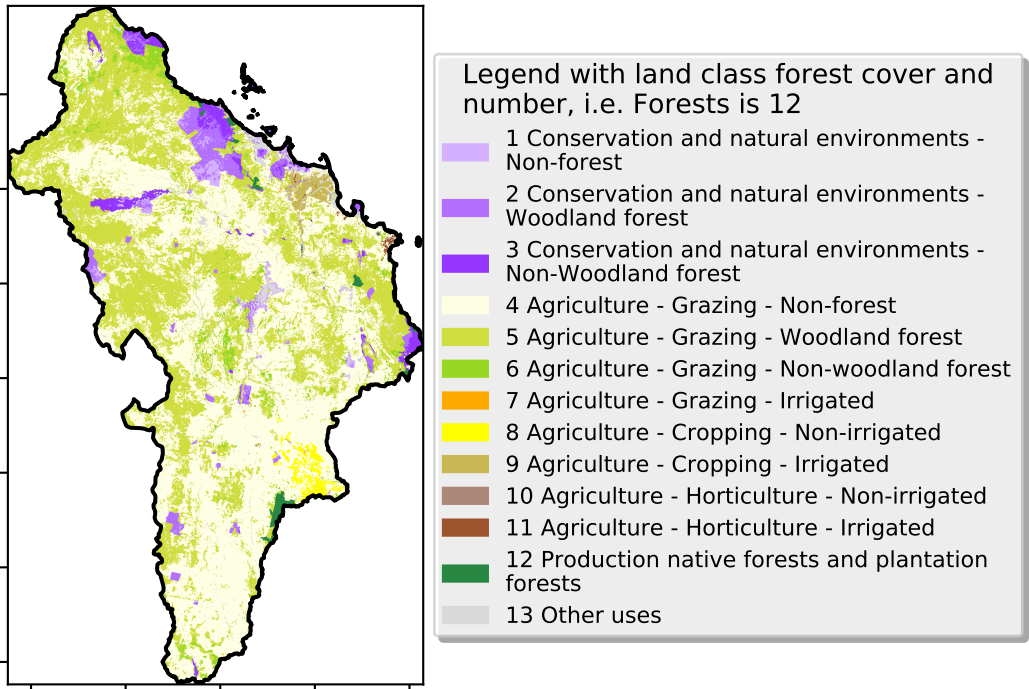 Legend with land class forest cover and
number, i.e. Forests is 12
1 Conservation and natural environments -
Non-forest
2 Conservation and natural environments -
Woodland forest
3 Conservation and natural environments -
Non-Woodland forest
4 Agriculture - Grazing - Non-forest
5 Agriculture - Grazing - Woodland forest
6 Agriculture - Grazing - Non-woodland forest
7 Agriculture - Grazing - Irrigated
8 Agriculture - Cropping - Non-irrigated
9 Agriculture - Cropping - Irrigated
10 Agriculture - Horticulture - Non-irrigated
11 Agriculture - Horticulture - Irrigated
12 Production native forests and plantation
forests
13 Other uses